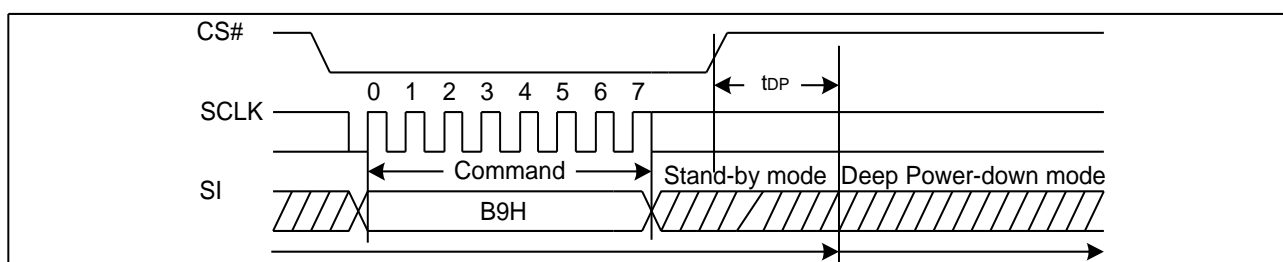 CS#
tDP
0 1 2 3 4 5 6 7
SCLK
Command
Stand-by mode Deep Power-down mode
SI
B9H